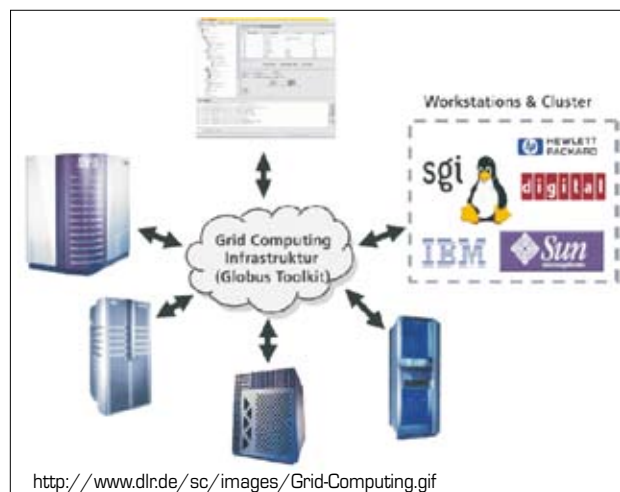 Workstations & Cluster
HEWLETT
PACKARD
hp
sgi
digital
IBM
Sun
Grid Computing
Infrastruktur
(Globus Toolkit)
http://www.dlr.de/sc/images/Grid-Computing.gif